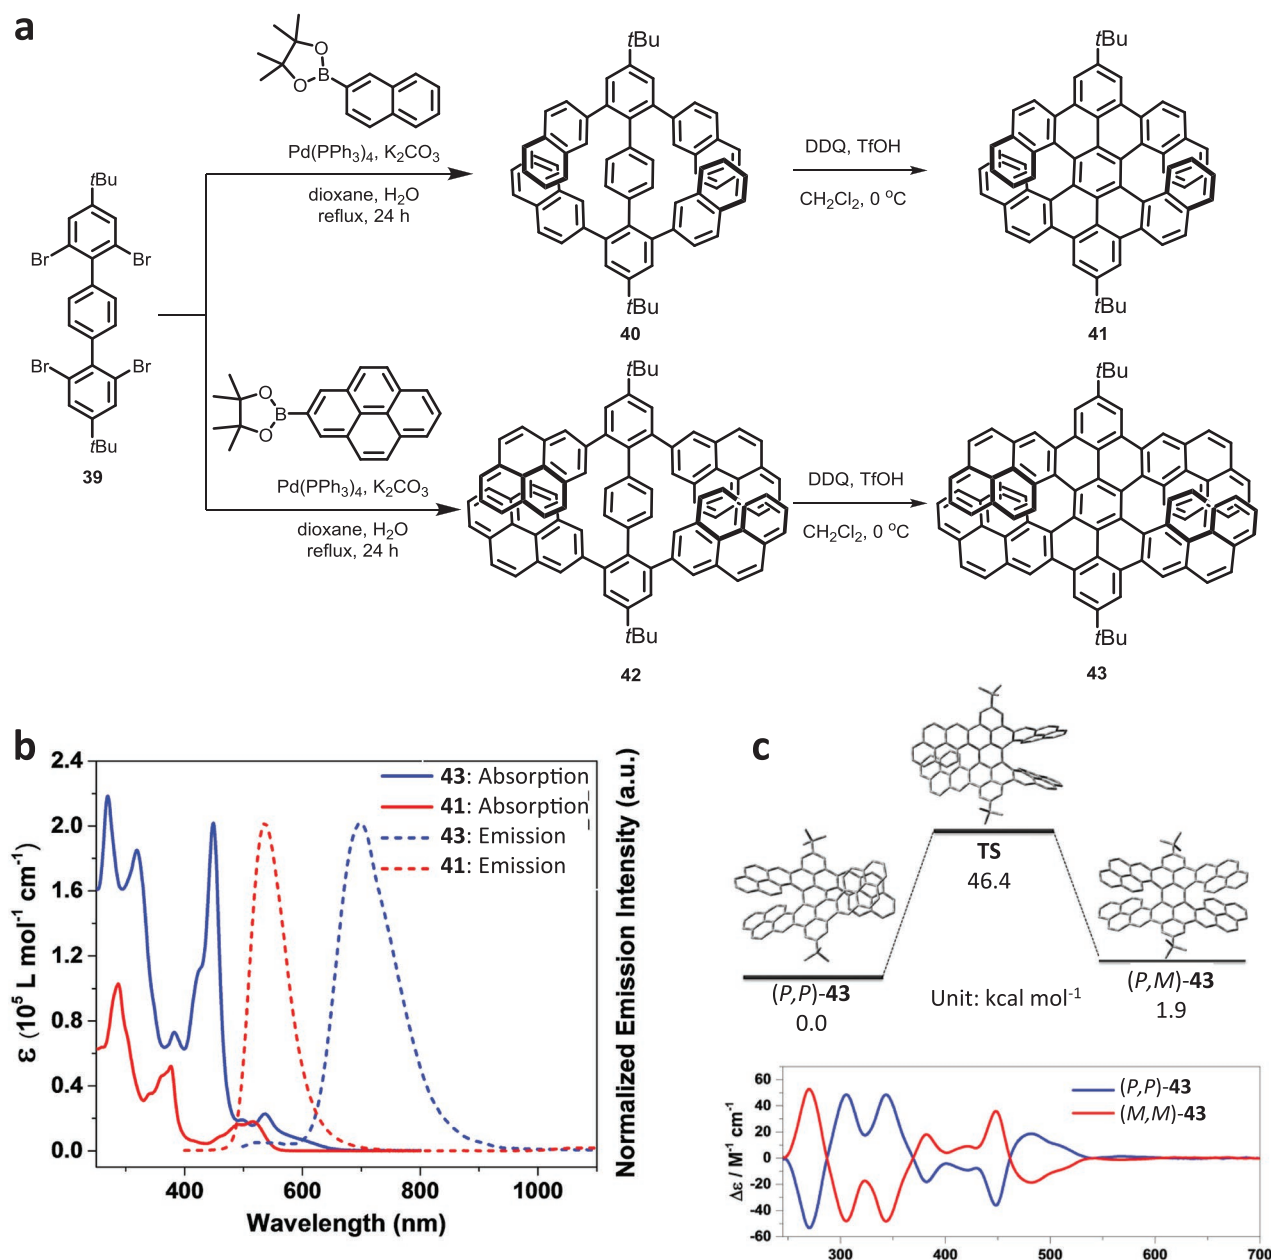 a
tBu
tBu
O
B
O
Pd(PPh3)4, K2CO3
dioxane, H2O
reflux, 24 h
DDQ, TfOH
CH2Cl2, 0 °C
tBu
Br
Br
Br
Br
tBu
39
tBu
40
tBu
41
tBu
tBu
O
B
O
Pd(PPh3)4, K2CO3
dioxane, H2O
reflux, 24 h
DDQ, TfOH
CH2Cl2, 0 °C
tBu
42
tBu
43
b
2.4
2.0
1.6
1.2
0.8
0.4
0.0
ε (10⁵ L mol⁻¹ cm⁻¹)
43: Absorption
41: Absorption
43: Emission
41: Emission
Normalized Emission Intensity (a.u.)
400
600
800
1000
Wavelength (nm)
c
TS
46.4
(P,P)-43
0.0
Unit: kcal mol⁻¹
(P,M)-43
1.9
60
40
20
0
-20
-40
-60
Δε / M⁻¹ cm⁻¹
(P,P)-43
(M,M)-43
300
400
500
600
700